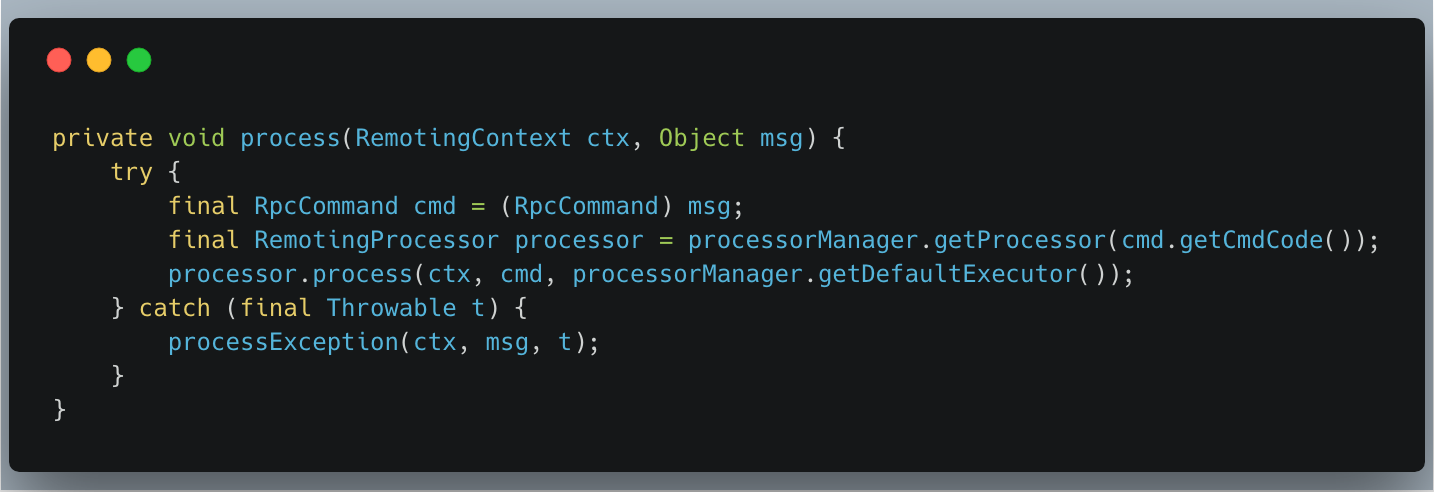 private void process(RemotingContext ctx, Object msg) {
    try {
        final RpcCommand cmd = (RpcCommand) msg;
        final RemotingProcessor processor = processorManager.getProcessor(cmd.getCmdCode());
        processor.process(ctx, cmd, processorManager.getDefaultExecutor());
    } catch (final Throwable t) {
        processException(ctx, msg, t);
    }
}